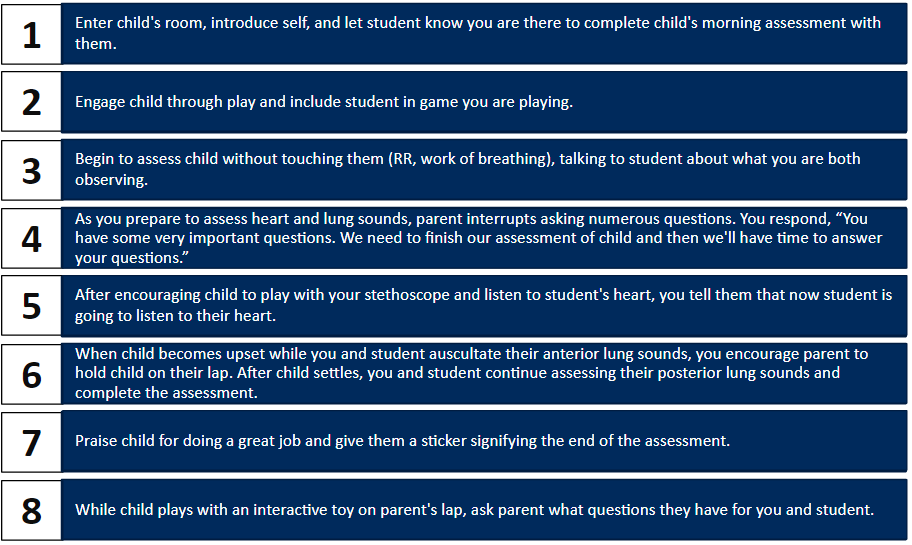 1
Enter child's room, introduce self, and let student know you are there to complete child's morning assessment with
them.
2
Engage child through play and include student in game you are playing.
3
Begin to assess child without touching them (RR, work of breathing), talking to student about what you are both
observing.
4
As you prepare to assess heart and lung sounds, parent interrupts asking numerous questions. You respond, “You
have some very important questions. We need to finish our assessment of child and then we'll have time to answer
your questions.”
5
After encouraging child to play with your stethoscope and listen to student's heart, you tell them that now student is
going to listen to their heart.
6
When child becomes upset while you and student auscultate their anterior lung sounds, you encourage parent to
hold child on their lap. After child settles, you and student continue assessing their posterior lung sounds and
complete the assessment.
7
Praise child for doing a great job and give them a sticker signifying the end of the assessment.
8
While child plays with an interactive toy on parent's lap, ask parent what questions they have for you and student.